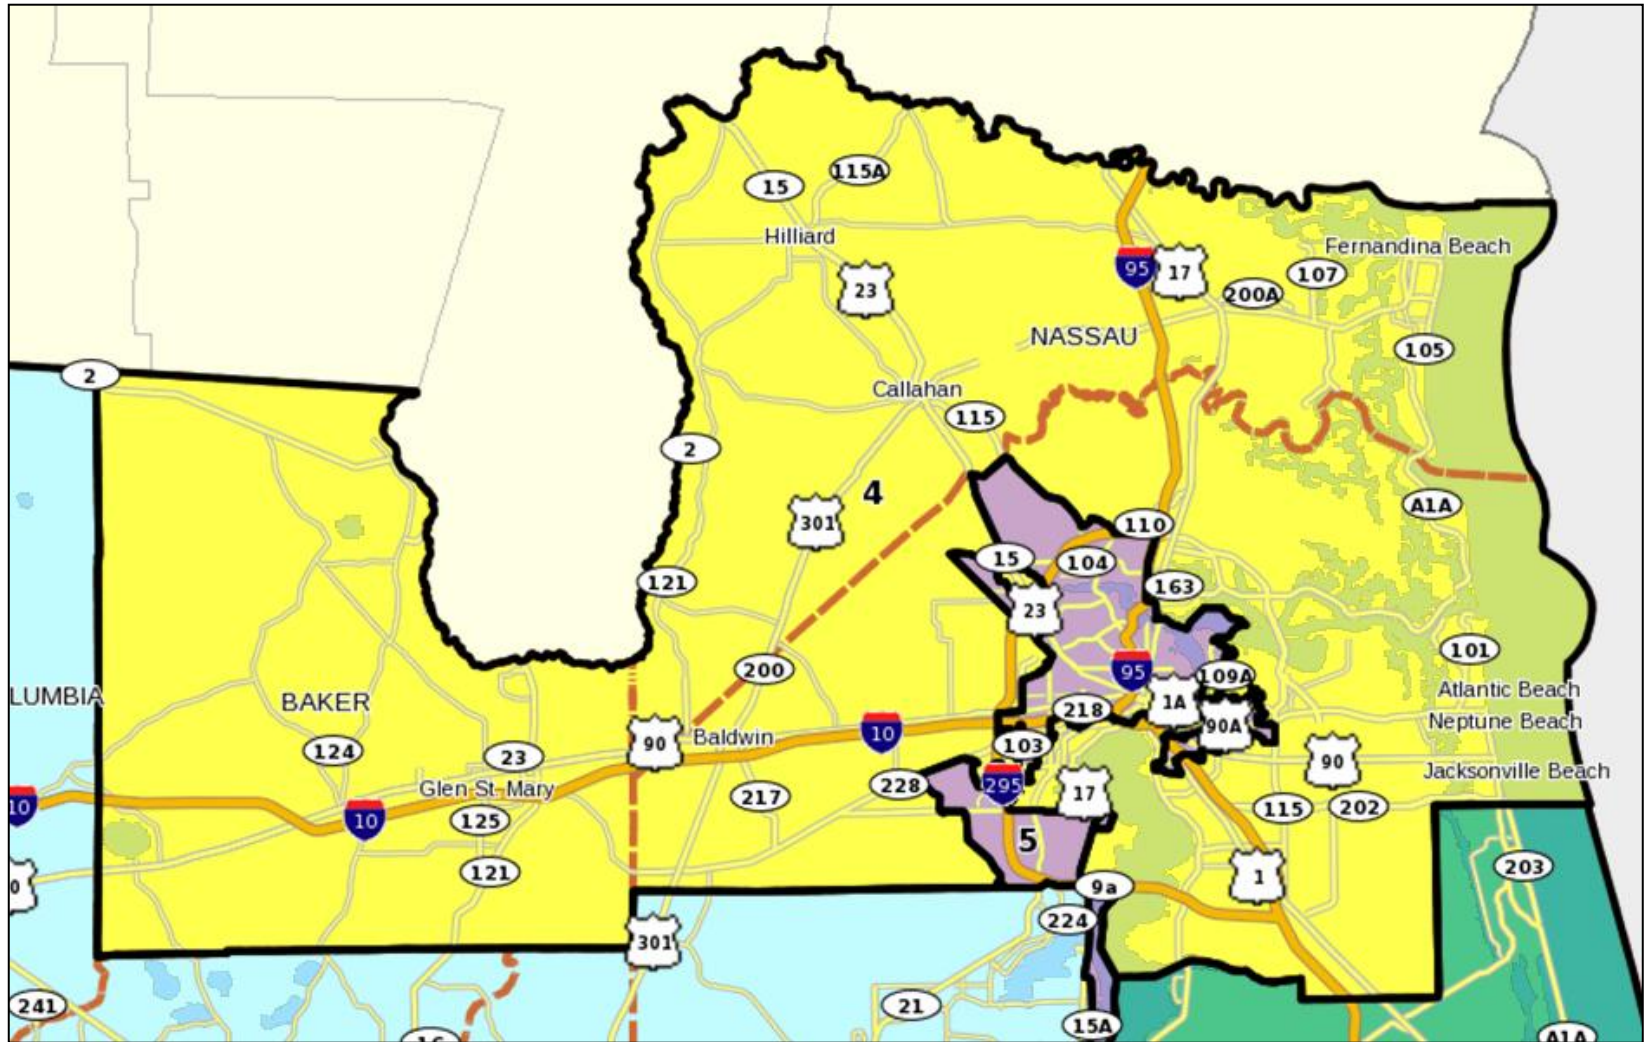 115A
15
Hilliard
Fernandina Beach
95
17
107
23
200A
NASSAU
105
2
Callahan
115
2
4
A1A
301
110
15
104
121
163
23
101
200
95
109A
LUMBIA
BAKER
Atlantic Beach
1A
218
Neptune Beach
90A
10
Baldwin
90
103
124
23
90
Jacksonville Beach
228
295
Glen St. Mary
17
217
10
115
202
10
125
5
203
121
1
9a
0
224
301
241
21
15A
16
A1A